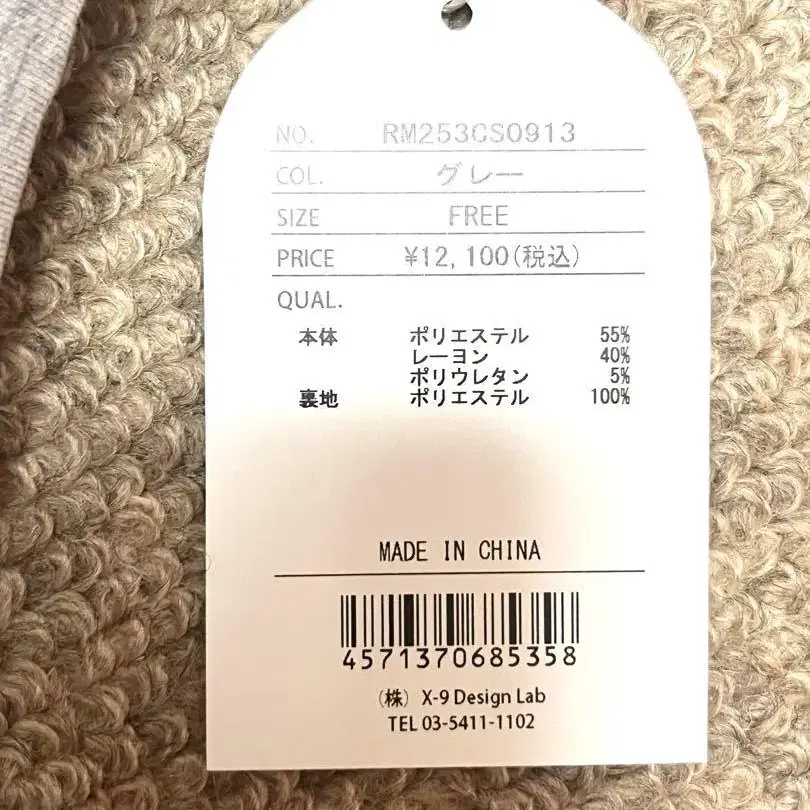 NO. RM253CS0913
COL. グレー
SIZE FREE
PRICE ¥12,100(税込)
QUAL.
本体 ポリエステル 55%
レーヨン 40%
ポリウレタン 5%
裏地 ポリエステル 100%
MADE IN CHINA
4571370685358
(株) X-9 Design Lab
TEL 03-5411-1102